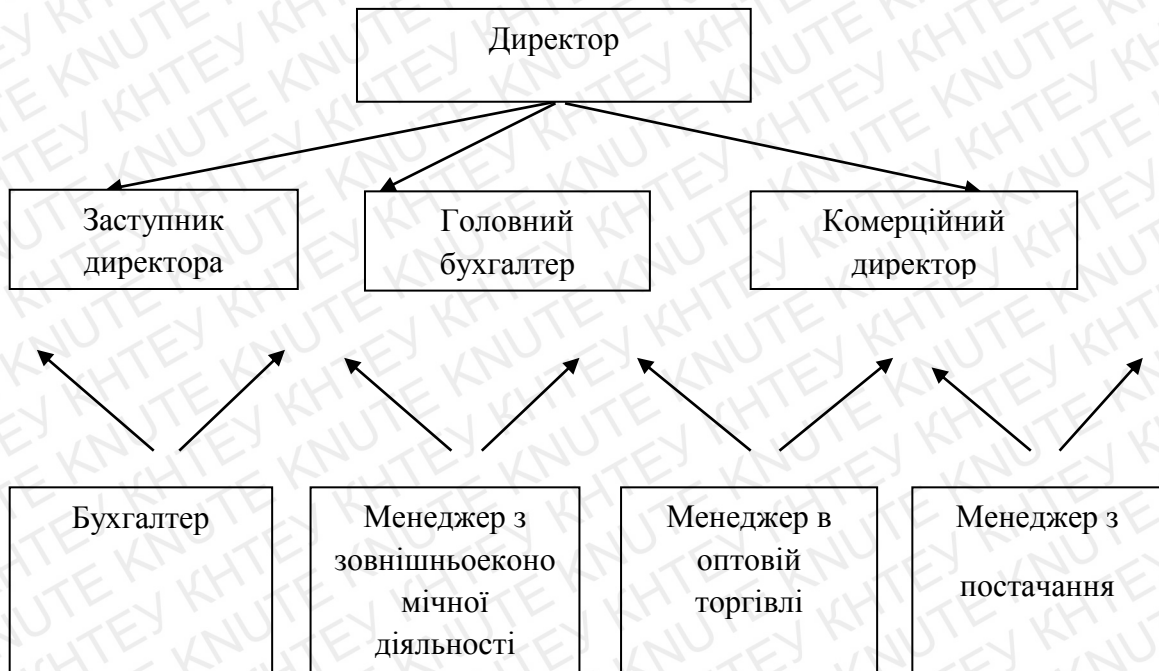 Директор
Заступник
директора
Головний
бухгалтер
Комерційний
директор
Бухгалтер
Менеджер з
зовнішньоеконо
мічної
діяльності
Менеджер в
оптовій
торгівлі
Менеджер з
постачання